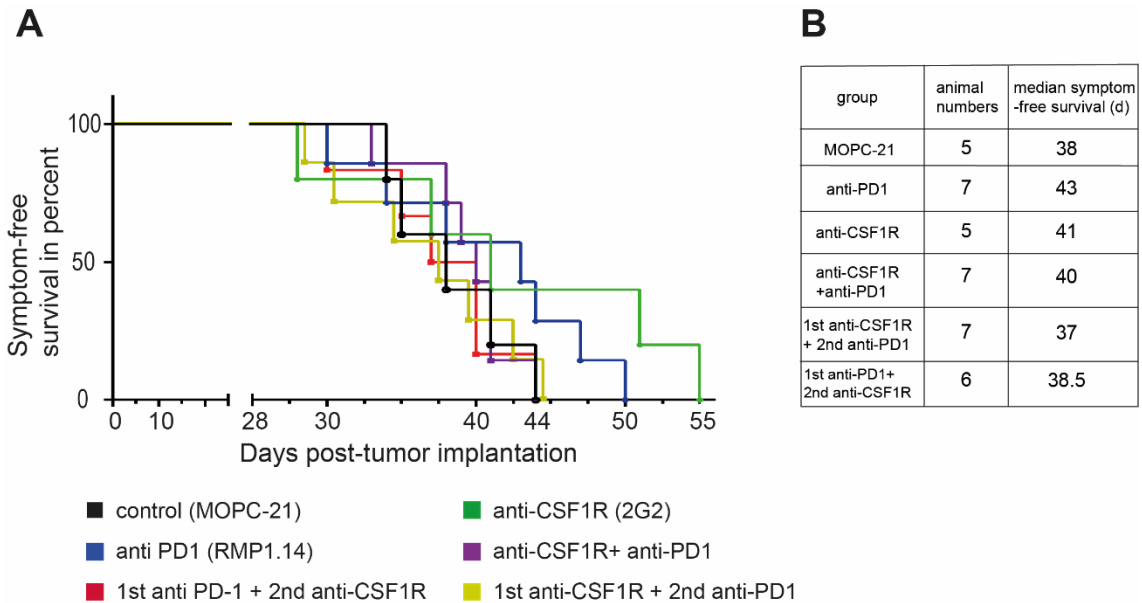 A
Symptom-free
survival in percent
100
50
0
0
10
28
30
40
44
50
55
Days post-tumor implantation
control (MOPC-21)
anti PD1 (RMP1.14)
1st anti PD-1 + 2nd anti-CSF1R
anti-CSF1R (2G2)
anti-CSF1R+ anti-PD1
1st anti-CSF1R + 2nd anti-PD1
B
group
animal
numbers
median symptom
-free survival (d)
MOPC-21
5
38
anti-PD1
7
43
anti-CSF1R
5
41
anti-CSF1R
+anti-PD1
7
40
1st anti-CSF1R
+ 2nd anti-PD1
7
37
1st anti-PD1+
2nd anti-CSF1R
6
38.5